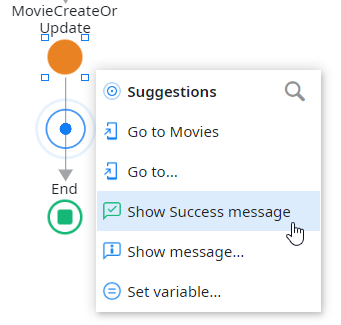 MovieCreateOr
Update
Suggestions
Go to Movies
Go to...
End
Show Success message
Show message...
Set variable...